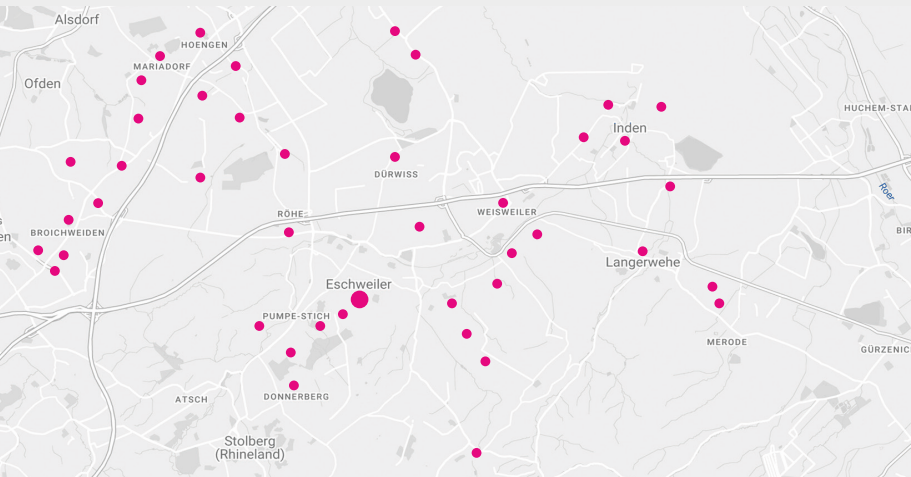 Alsdorf
HOENGEN
MARIADORF
Ofden
HUCHEM-STA
Inden
DÜRWISS
Roer
RÖHE
WEISWEILER
BROICHWEIDEN
BIR
en
Langerwehe
Eschweiler
PUMPE-STICH
MERODE
GÜRZENIC
ATSCH
DONNERBERG
Stolberg
(Rhineland)